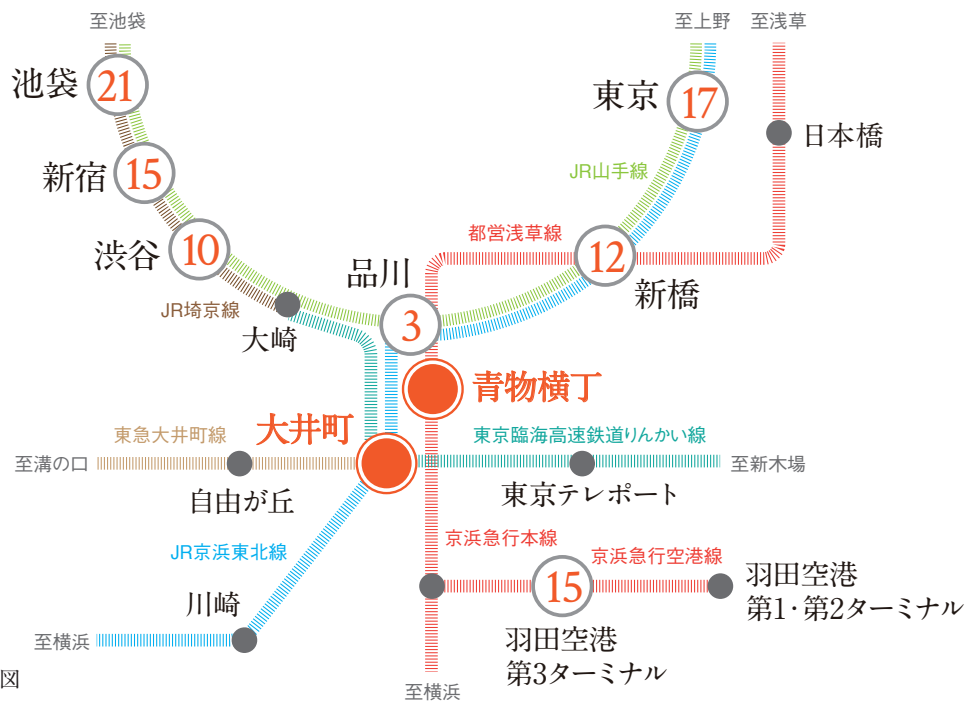 至池袋
至上野
至浅草
池袋
21
東京
17
日本橋
新宿
15
JR山手線
都営浅草線
渋谷
10
品川
12
新橋
JR埼京線
3
大崎
青物横丁
大井町
東急大井町線
東京臨海高速鉄道りんかい線
至溝の口
至新木場
自由が丘
東京テレポート
JR京浜東北線
京浜急行本線
京浜急行空港線
15
羽田空港
第1・第2ターミナル
川崎
羽田空港
第3ターミナル
至横浜
図
至横浜